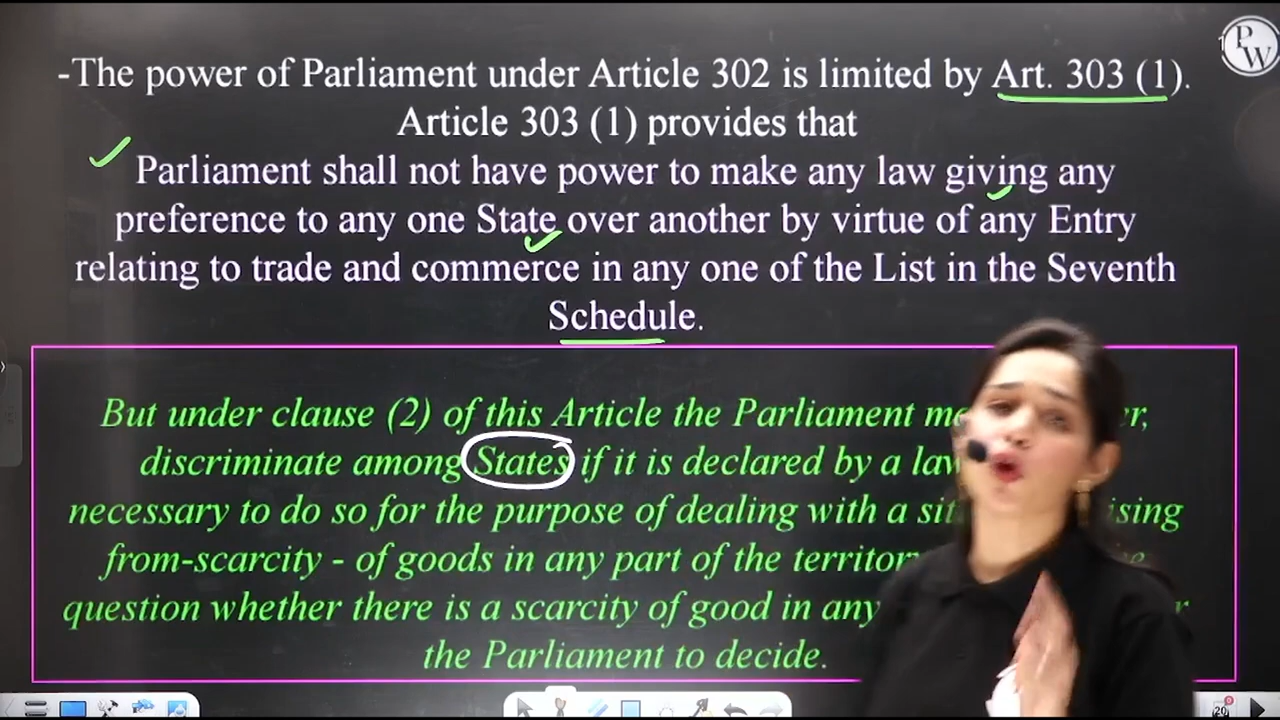 PW
-The power of Parliament under Article 302 is limited by Art. 303 (1).
Article 303 (1) provides that
Parliament shall not have power to make any law giving any
preference to any one State over another by virtue of any Entry
relating to trade and commerce in any one of the List in the Seventh
Schedule.
But under clause (2) of this Article the Parliament
discriminate among States if it is declared by a law
necessary to do so for the purpose of dealing with a
from-scarcity - of goods in any part of the
question whether there is a scarcity of good in any
the Parliament to decide.
20